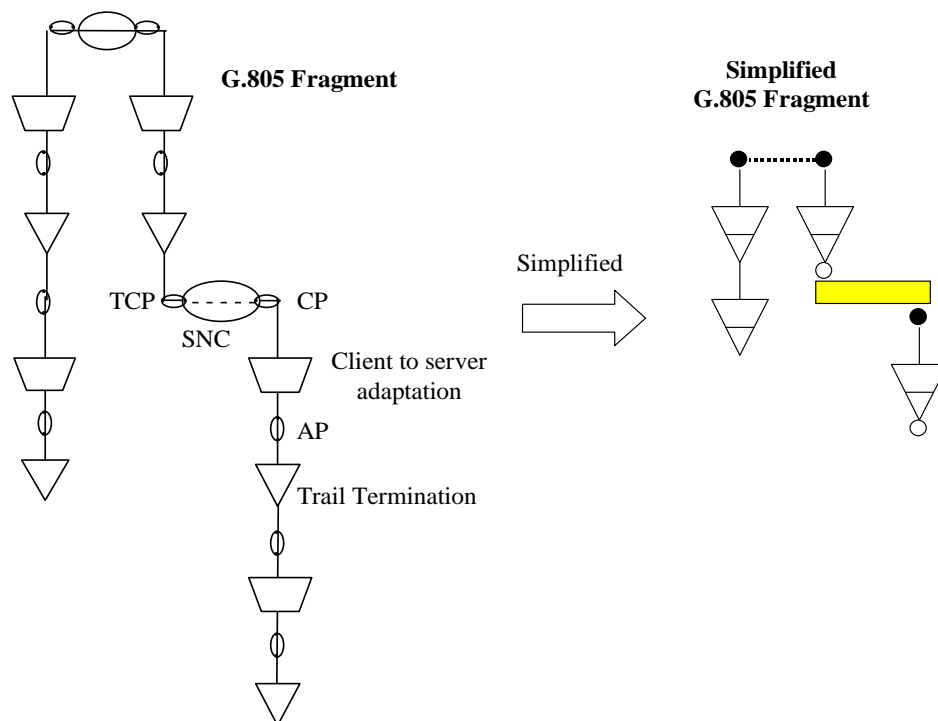 G.805 Fragment
Simplified
G.805 Fragment
Simplified
TCP
CP
SNC
Client to server
adaptation
AP
Trail Termination